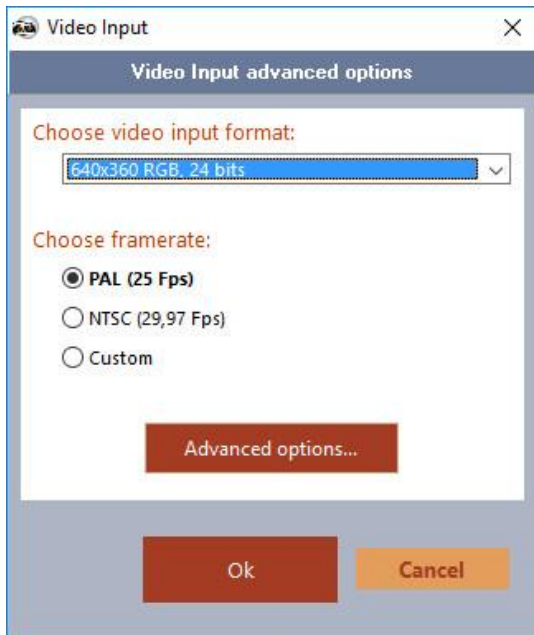 Video Input
Video Input advanced options
Choose video input format:
640x360 RGB, 24 bits
Choose framerate:
PAL (25 Fps)
NTSC (29,97 Fps)
Custom
Advanced options...
Ok
Cancel